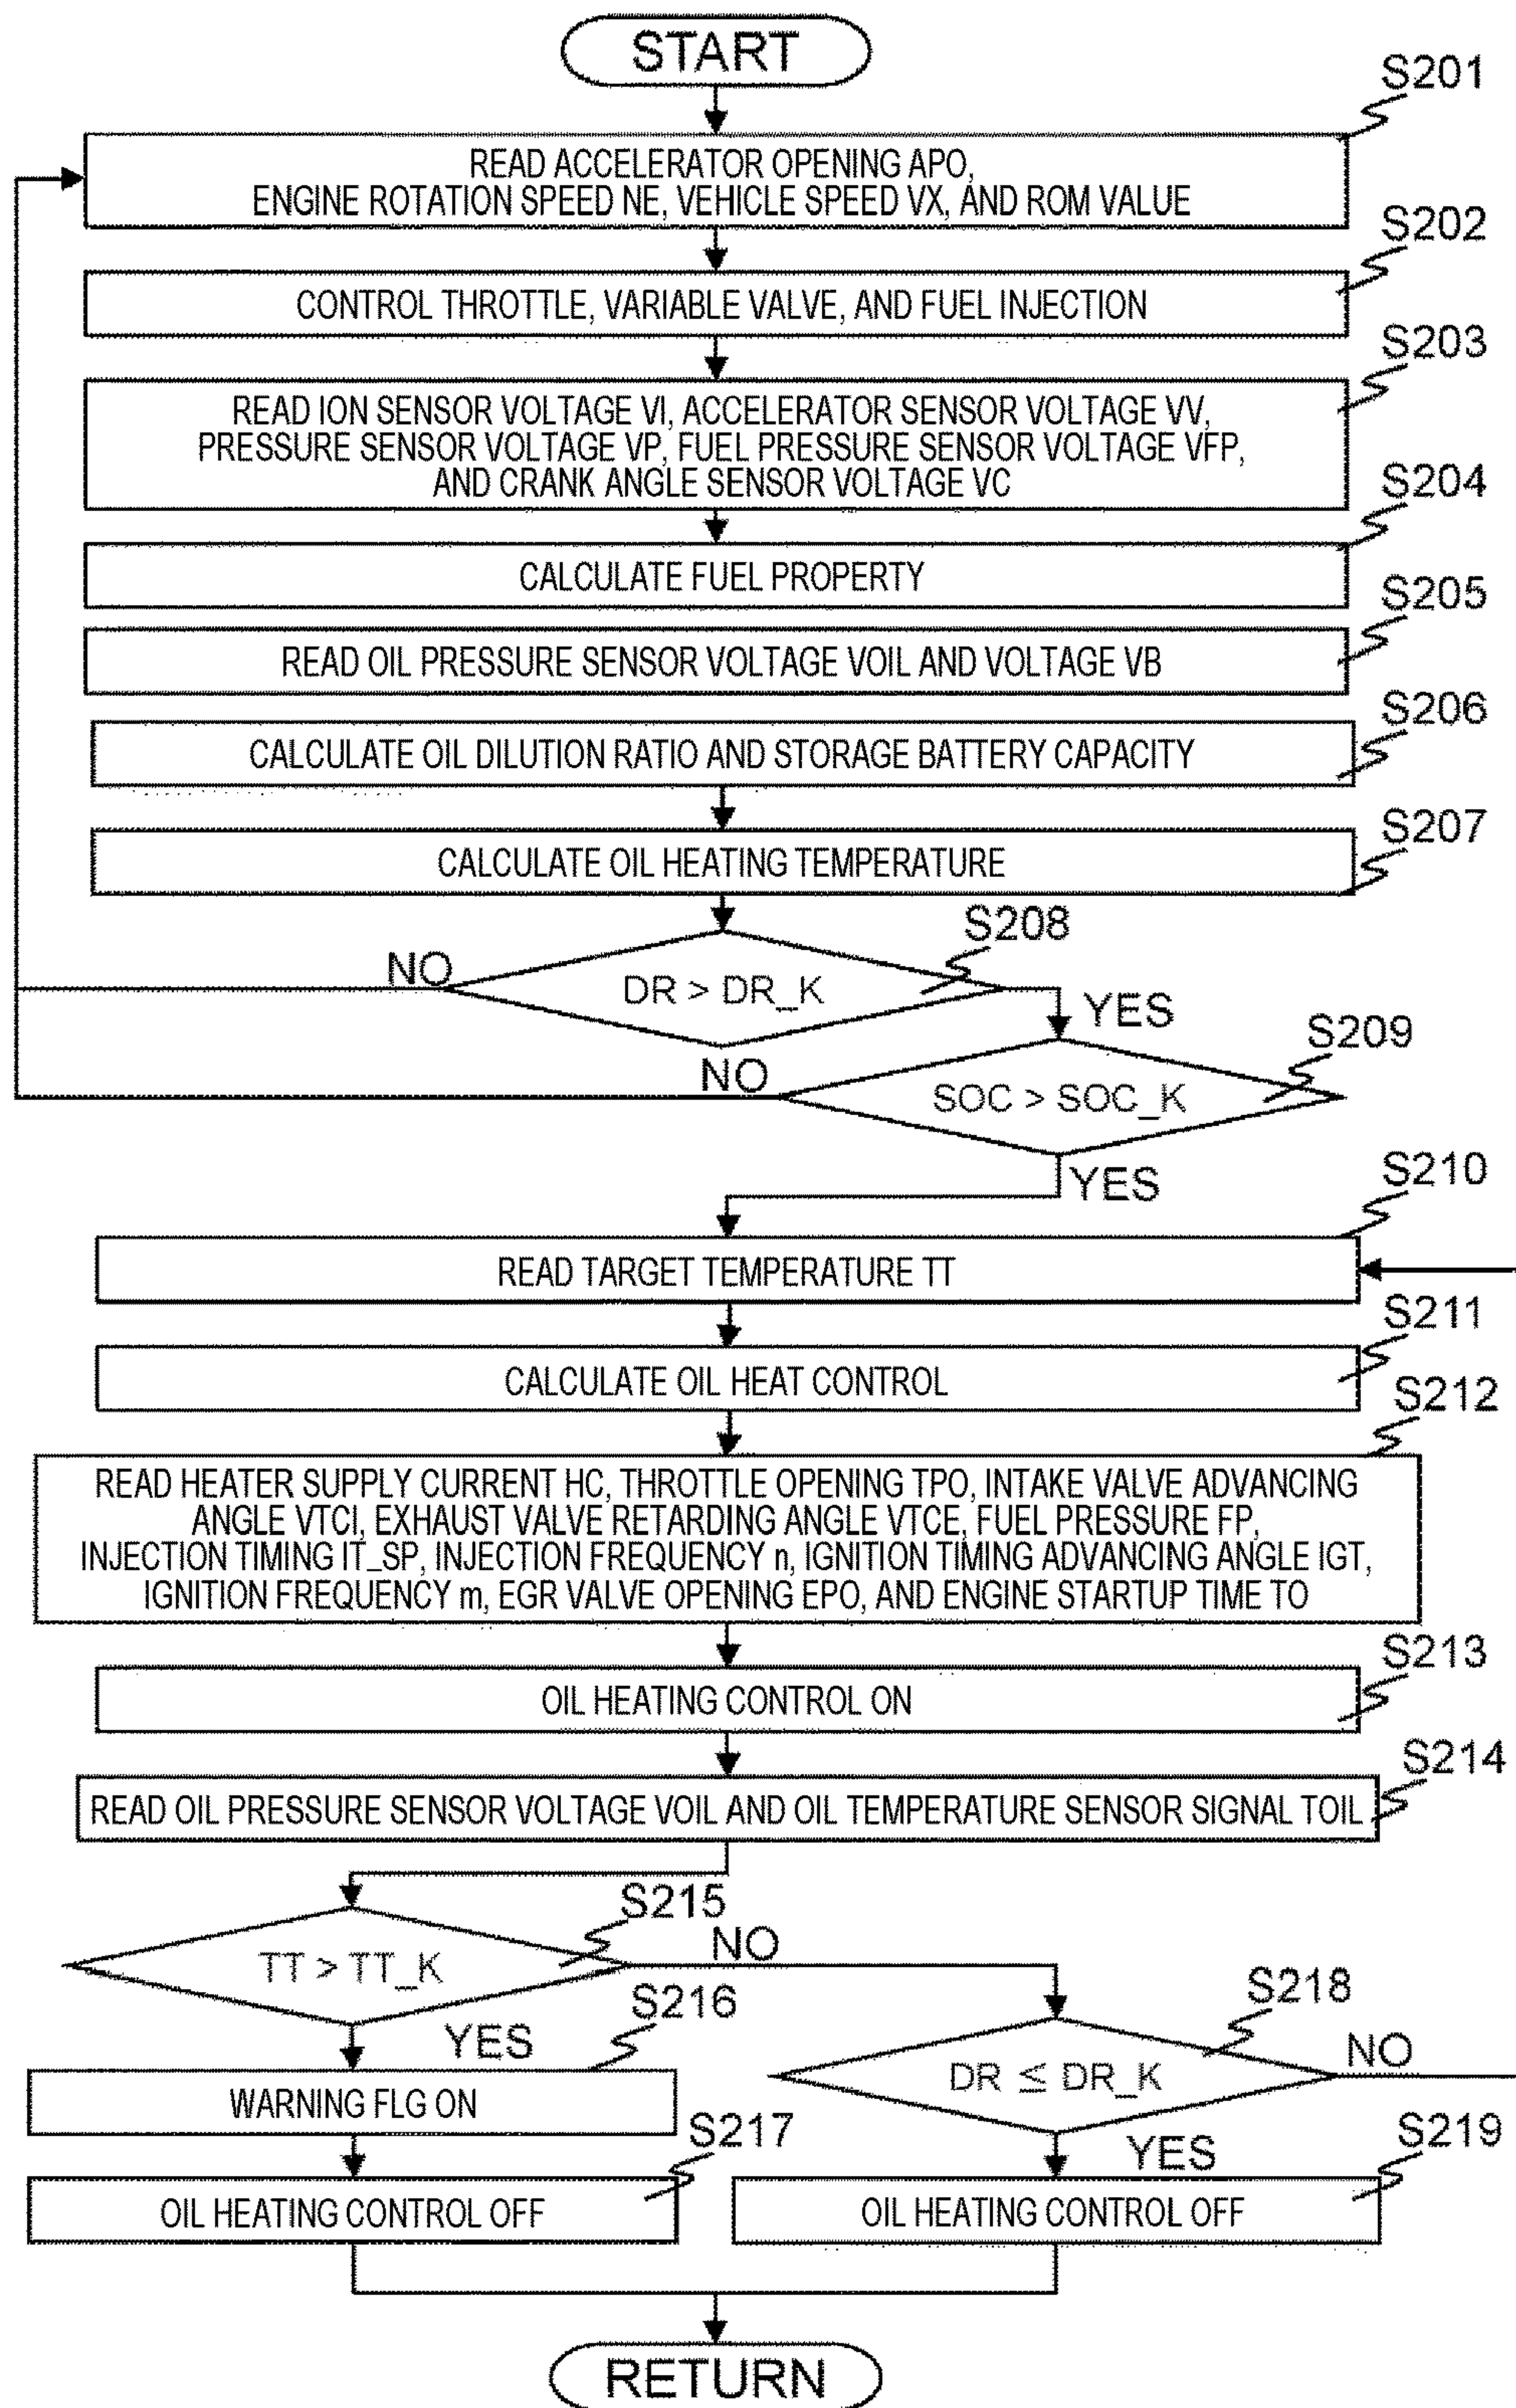 START
S201
READ ACCELERATOR OPENING APO,
ENGINE ROTATION SPEED NE, VEHICLE SPEED VX, AND ROM VALUE
S202
CONTROL THROTTLE, VARIABLE VALVE, AND FUEL INJECTION
S203
READ ION SENSOR VOLTAGE VI, ACCELERATOR SENSOR VOLTAGE VV,
PRESSURE SENSOR VOLTAGE VP, FUEL PRESSURE SENSOR VOLTAGE VFP,
AND CRANK ANGLE SENSOR VOLTAGE VC
S204
CALCULATE FUEL PROPERTY
S205
READ OIL PRESSURE SENSOR VOLTAGE VOIL AND VOLTAGE VB
S206
CALCULATE OIL DILUTION RATIO AND STORAGE BATTERY CAPACITY
S207
CALCULATE OIL HEATING TEMPERATURE
S208
NO
DR > DR_K
YES
S209
NO
SOC > SOC_K
YES
S210
READ TARGET TEMPERATURE TT
S211
CALCULATE OIL HEAT CONTROL
S212
READ HEATER SUPPLY CURRENT HC, THROTTLE OPENING TPO, INTAKE VALVE ADVANCING
ANGLE VTCI, EXHAUST VALVE RETARDING ANGLE VTCE, FUEL PRESSURE FP,
INJECTION TIMING IT_SP, INJECTION FREQUENCY n, IGNITION TIMING ADVANCING ANGLE IGT,
IGNITION FREQUENCY m, EGR VALVE OPENING EPO, AND ENGINE STARTUP TIME TO
S213
OIL HEATING CONTROL ON
S214
READ OIL PRESSURE SENSOR VOLTAGE VOIL AND OIL TEMPERATURE SENSOR SIGNAL TOIL
S215
TT > TT_K
NO
YES
S216
WARNING FLG ON
S217
OIL HEATING CONTROL OFF
S218
DR ≤ DR_K
NO
YES
S219
OIL HEATING CONTROL OFF
RETURN